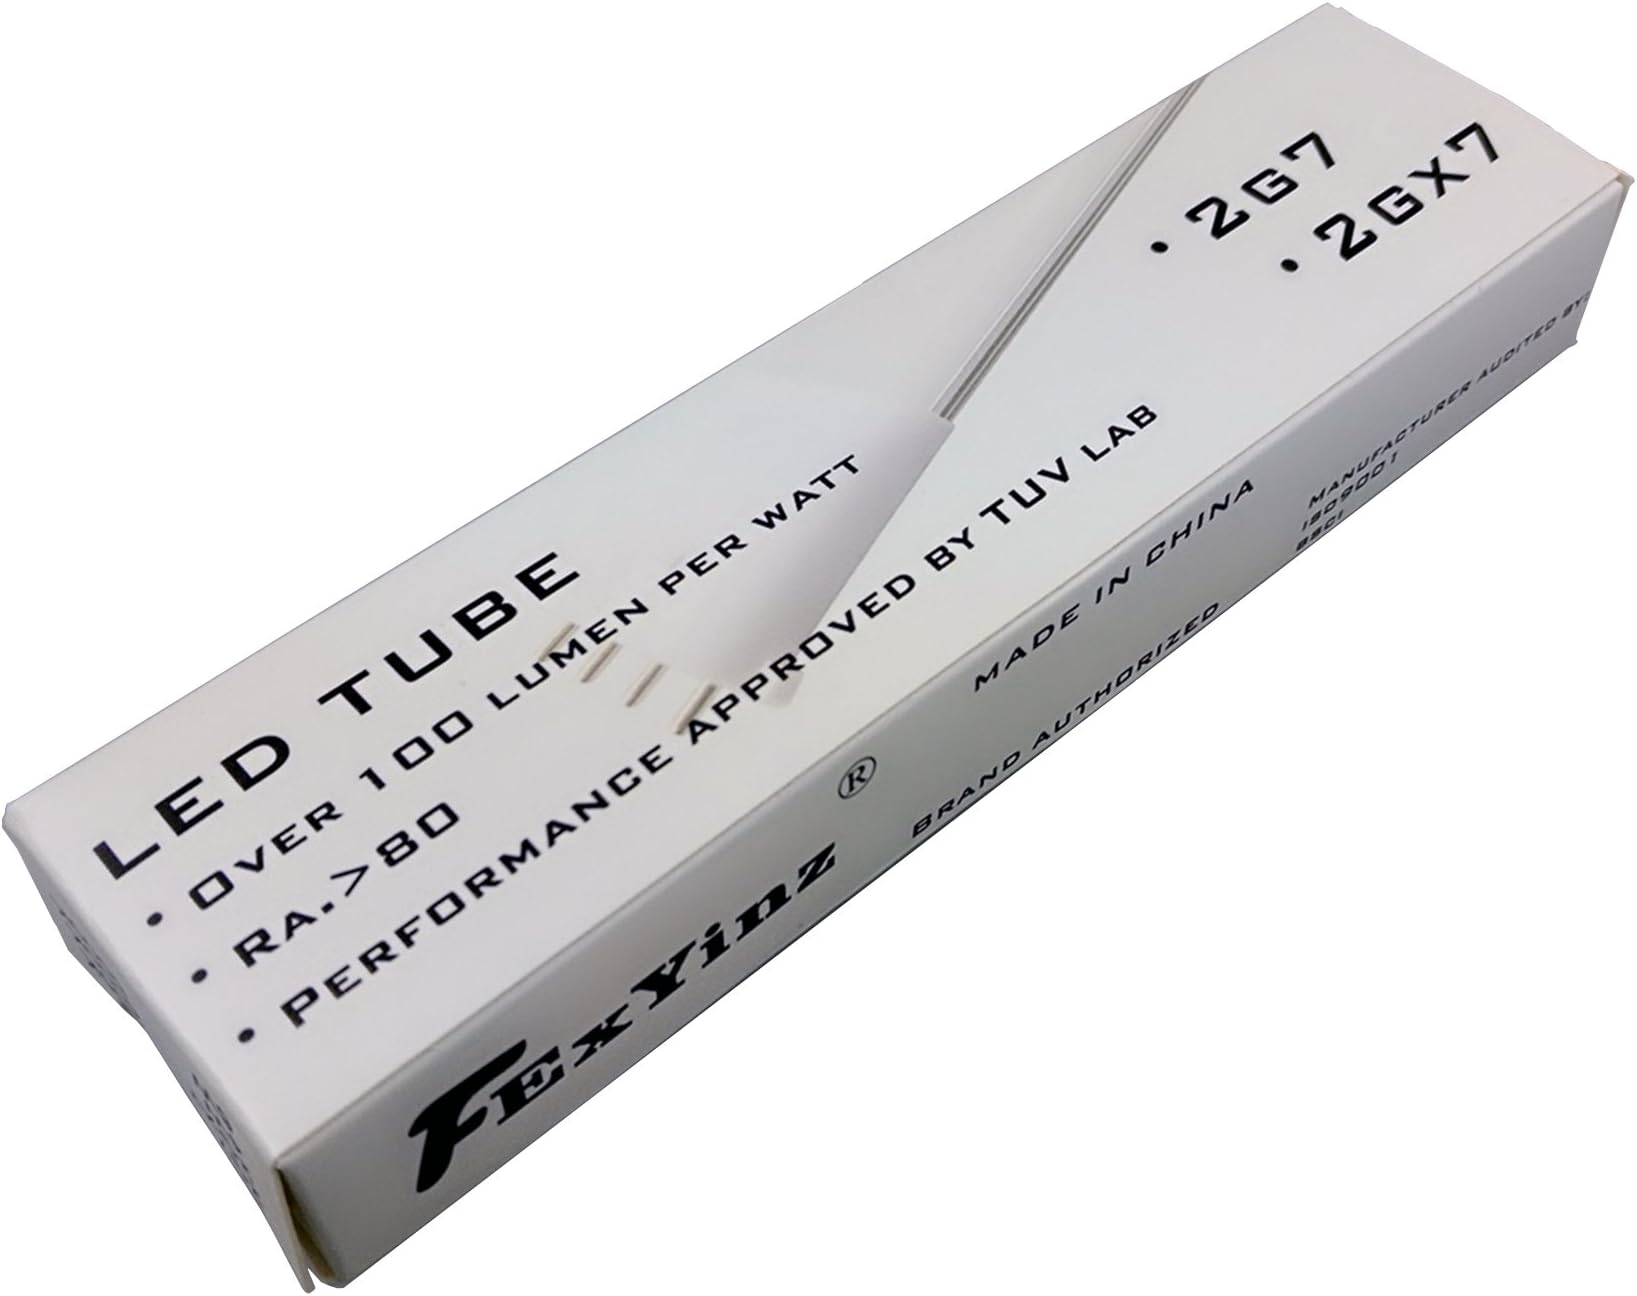 LED TUBE
• OVER 100 LUMEN PER WATT
• RA.>80
• PERFORMANCE APPROVED BY TUV LAB
• 2G7
• 2GX7
FExYinz ®
MADE IN CHINA
BRAND AUTHORIZED
MANUFACTURER AUDITED BY:
ISO9001
BSCI